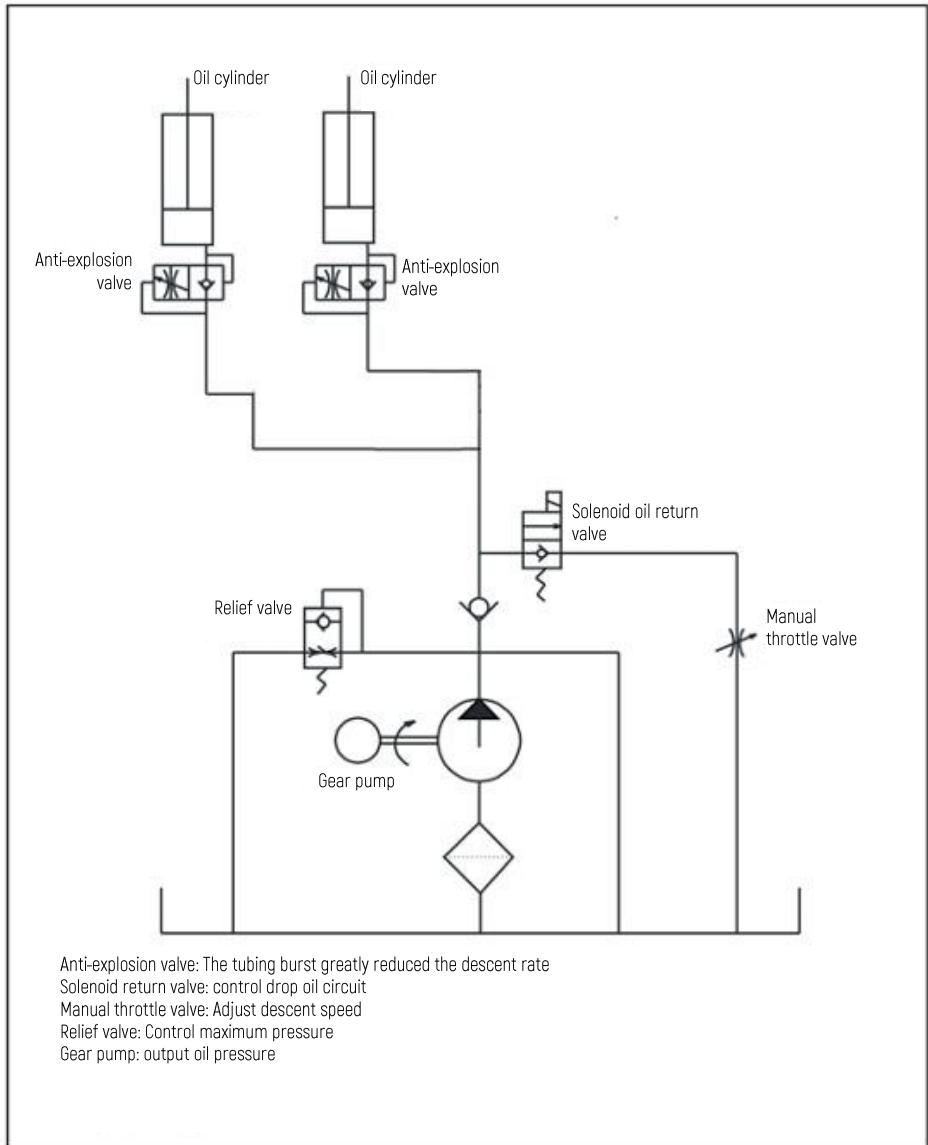 Oil cylinder
Oil cylinder
Anti-explosion
valve
Anti-explosion
valve
Solenoid oil return
valve
Relief valve
Manual
throttle valve
Gear pump
Anti-explosion valve: The tubing burst greatly reduced the descent rate
Solenoid return valve: control drop oil circuit
Manual throttle valve: Adjust descent speed
Relief valve: Control maximum pressure
Gear pump: output oil pressure